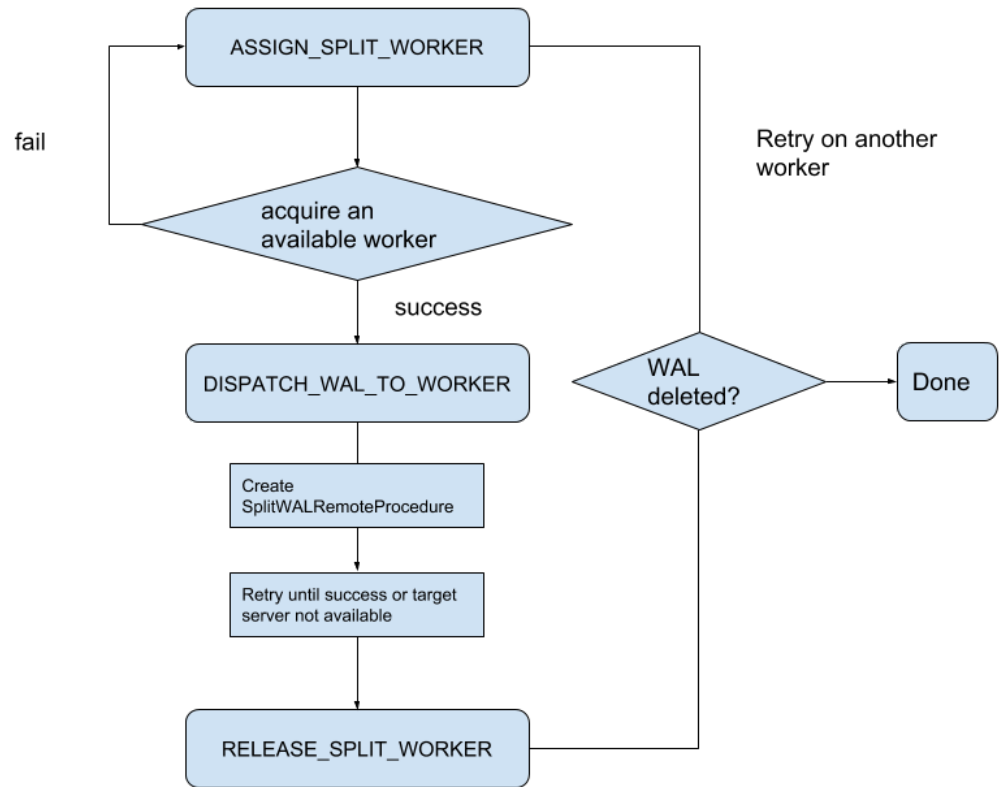 ASSIGN_SPLIT_WORKER
fail
Retry on another
worker
acquire an
available worker
success
DISPATCH_WAL_TO_WORKER
WAL
deleted?
Done
Create
SplitWALRemoteProcedure
Retry until success or target
server not available
RELEASE_SPLIT_WORKER